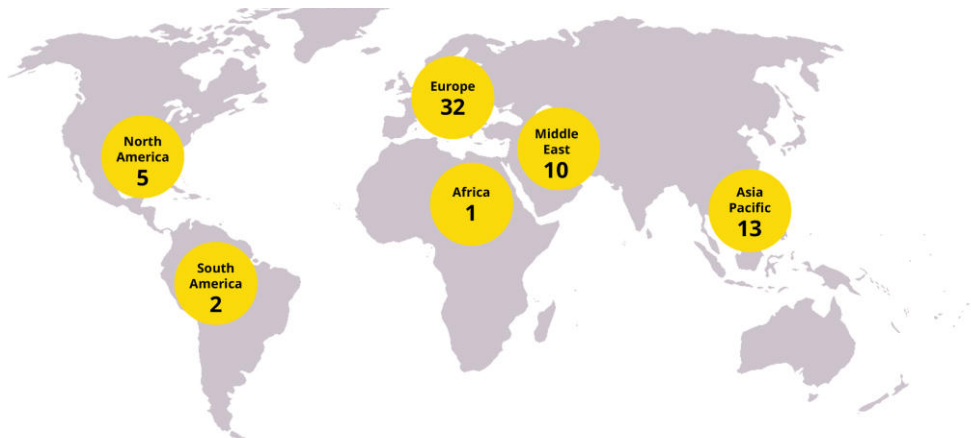 Europe
32
North
America
5
Middle
East
10
Africa
1
Asia
Pacific
13
South
America
2